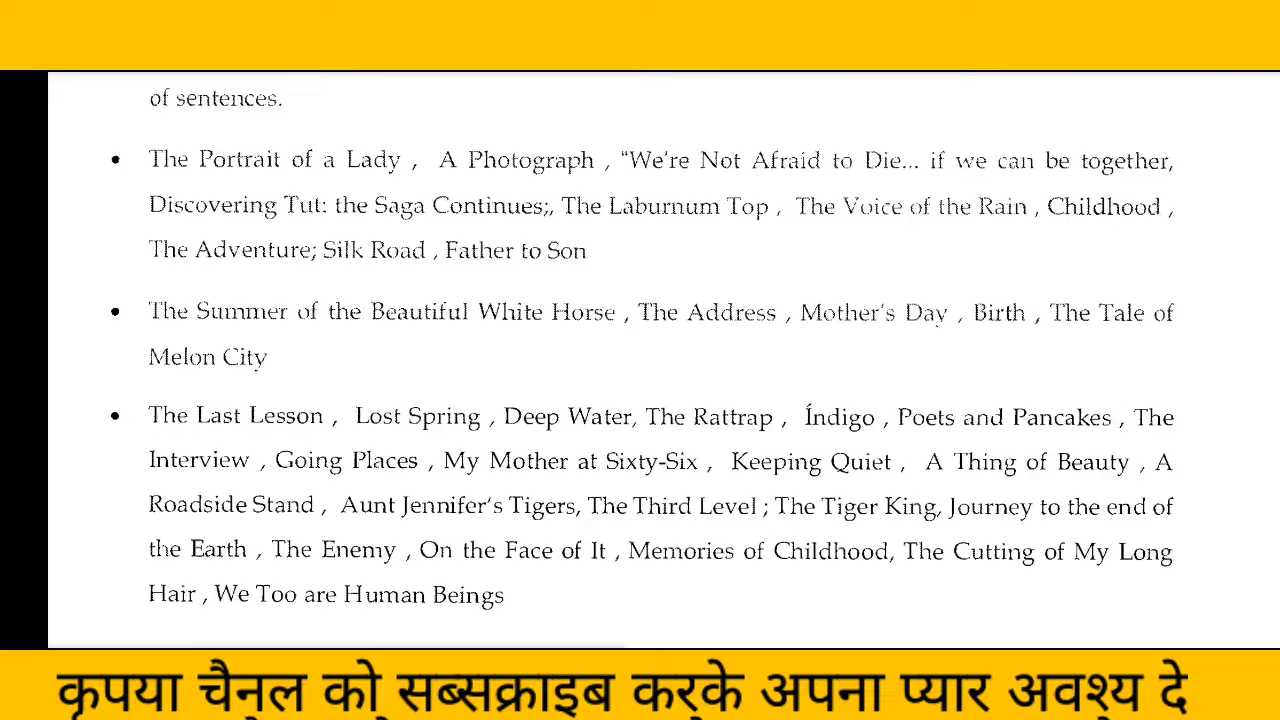 of sentences.
• The Portrait of a Lady , A Photograph , "We're Not Afraid to Die... if we can be together,
Discovering Tut: the Saga Continues;, The Laburnum Top , The Voice of the Rain , Childhood ,
The Adventure; Silk Road , Father to Son
• The Summer of the Beautiful White Horse , The Address , Mother's Day , Birth , The Tale of
Melon City
• The Last Lesson , Lost Spring , Deep Water, The Rattrap , Índigo , Poets and Pancakes , The
Interview , Going Places , My Mother at Sixty-Six , Keeping Quiet , A Thing of Beauty , A
Roadside Stand , Aunt Jennifer's Tigers, The Third Level ; The Tiger King, Journey to the end of
the Earth , The Enemy , On the Face of It , Memories of Childhood, The Cutting of My Long
Hair , We Too are Human Beings
कृपया चैनल को सब्सक्राइब करके अपना प्यार अवश्य दे